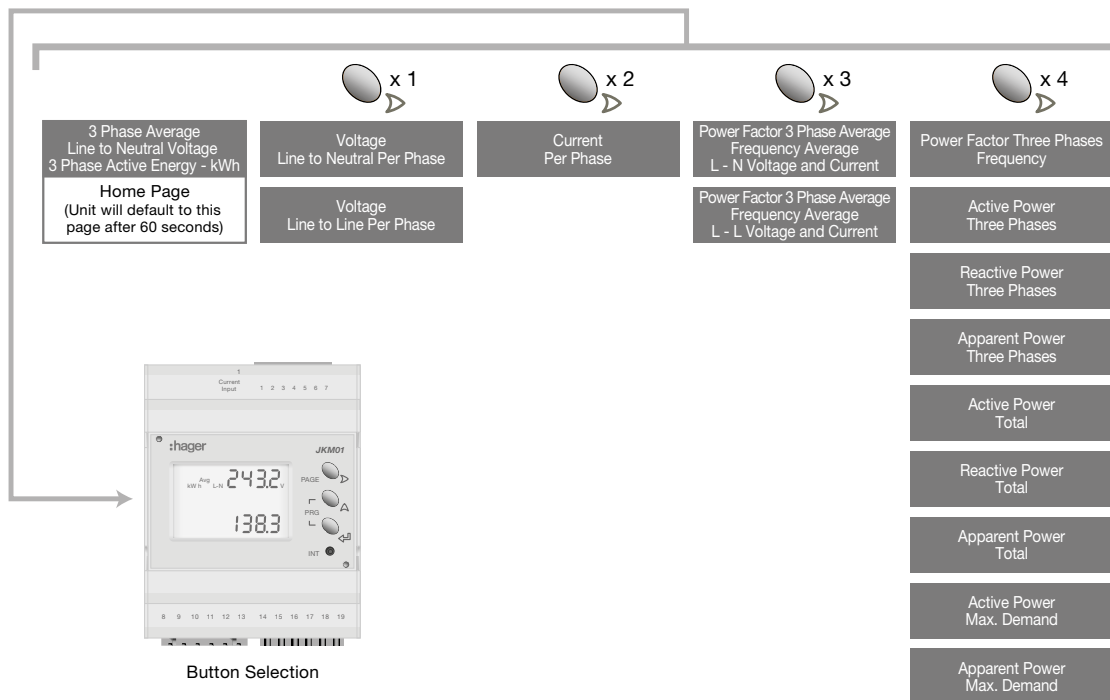 x 1
x 2
x 3
x 4
3 Phase Average
Line to Neutral Voltage
3 Phase Active Energy - kWh
Home Page
(Unit will default to this
page after 60 seconds)
Voltage
Line to Neutral Per Phase
Voltage
Line to Line Per Phase
Current
Per Phase
Power Factor 3 Phase Average
Frequency Average
L - N Voltage and Current
Power Factor 3 Phase Average
Frequency Average
L - L Voltage and Current
Power Factor Three Phases
Frequency
Active Power
Three Phases
Reactive Power
Three Phases
Apparent Power
Three Phases
Active Power
Total
Reactive Power
Total
Apparent Power
Total
Active Power
Max. Demand
Apparent Power
Max. Demand
1
Current
Input
1 2 3 4 5 6 7
:hager
JKM01
Avg
kW h L-N 243.2 V
138.3
PAGE
PRG
INT
8 9 10 11 12 13 14 15 16 17 18 19
Button Selection